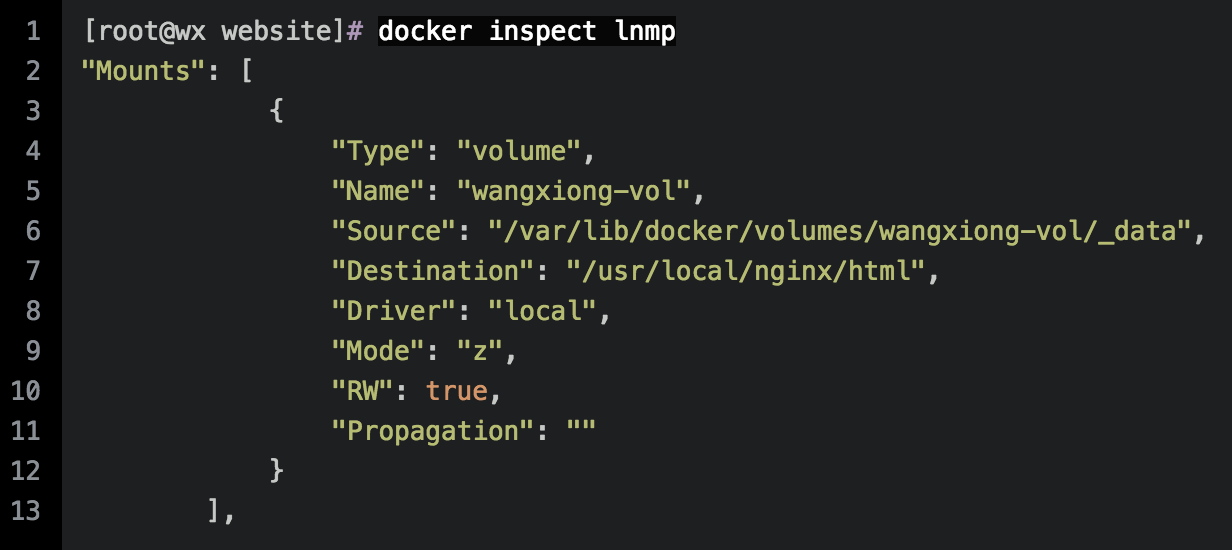 1 [root@wx website]# docker inspect lnmp
2 "Mounts": [
3             {
4                 "Type": "volume",
5                 "Name": "wangxiong-vol",
6                 "Source": "/var/lib/docker/volumes/wangxiong-vol/_data",
7                 "Destination": "/usr/local/nginx/html",
8                 "Driver": "local",
9                 "Mode": "z",
10                 "RW": true,
11                 "Propagation": ""
12             }
13         ],